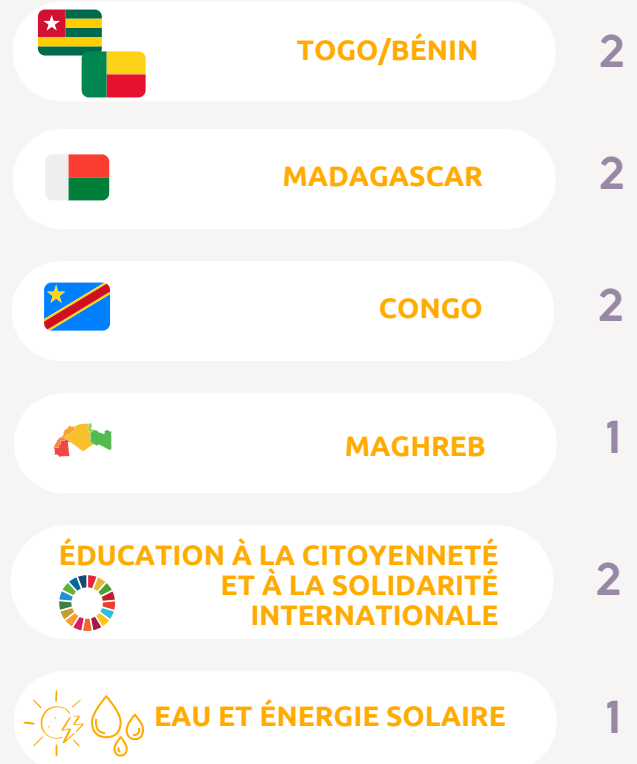 TOGO/BÉNIN 2
MADAGASCAR 2
CONGO 2
MAGHREB 1
ÉDUCATION À LA CITOYENNETÉ
ET À LA SOLIDARITÉ 2
INTERNATIONALE
EAU ET ÉNERGIE SOLAIRE 1